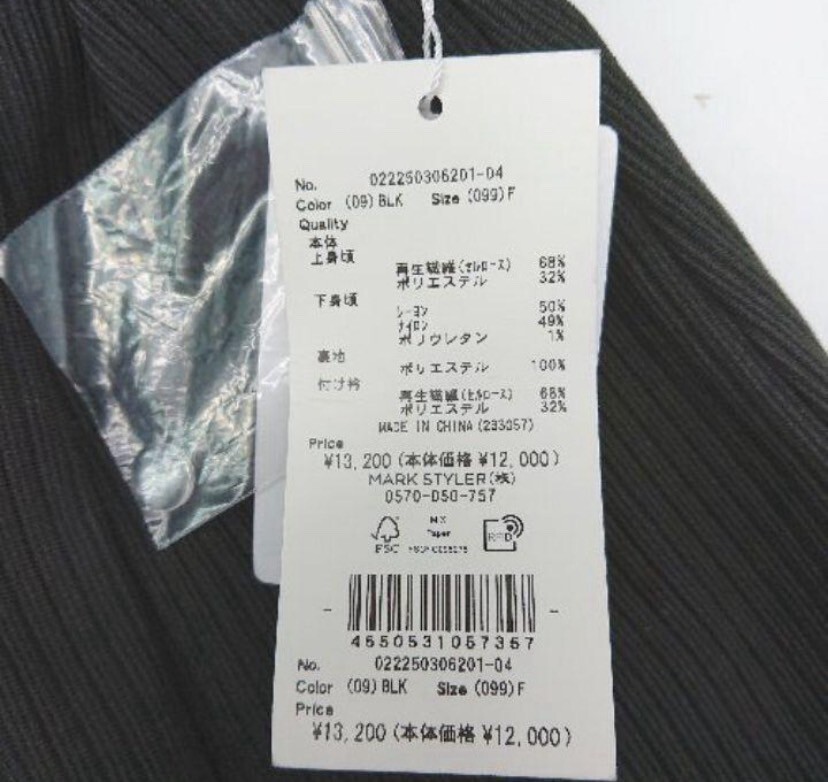 No. 022250306201-04
Color (09) BLK Size (099) F
Quality
本体
上身頃
再生繊維(セルロース) 68%
ポリエステル 32%
下身頃
レーヨン 50%
ナイロン 49%
ポリウレタン 1%
裏地 ポリエステル 100%
付け衿
再生繊維(セルロース) 68%
ポリエステル 32%
MADE IN CHINA (233057)
Price
¥13,200 (本体価格 ¥12,000)
MARK STYLER(株)
0570-050-757
FSC MIX Paper RFID
4550531057357
No. 022250306201-04
Color (09) BLK Size (099) F
Price
¥13,200 (本体価格 ¥12,000)